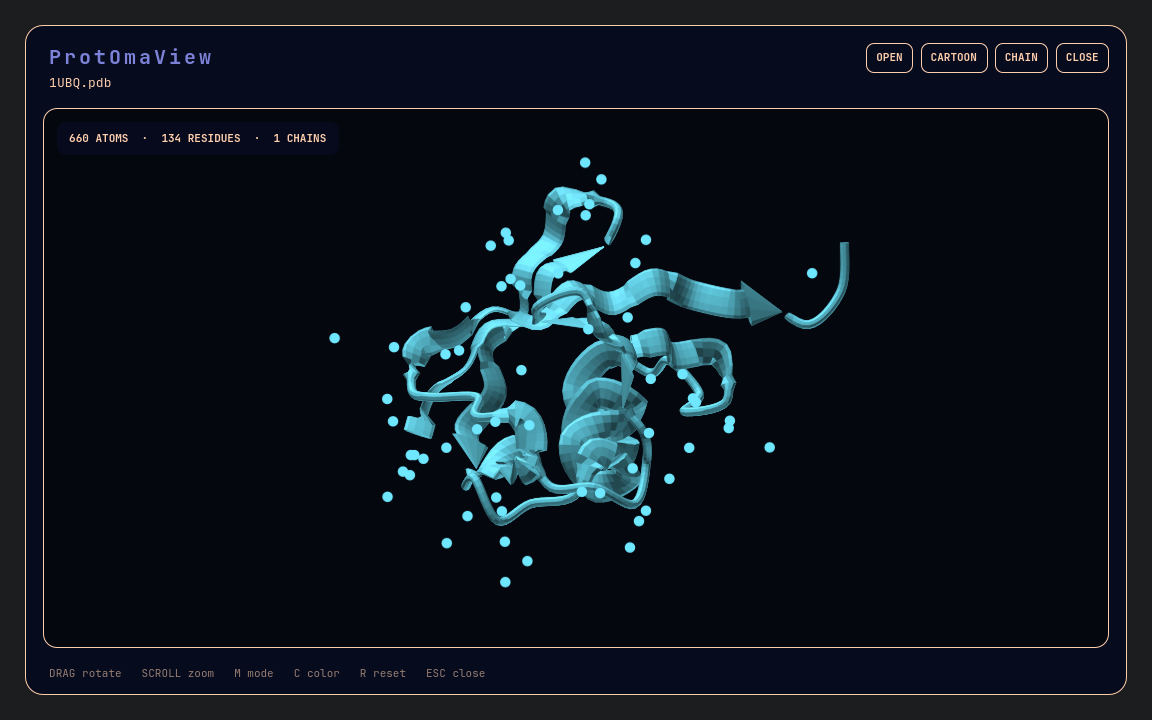 ProtOmaView
1UBQ.pdb
OPEN CARTOON CHAIN CLOSE
660 ATOMS · 134 RESIDUES · 1 CHAINS
DRAG rotate SCROLL zoom M mode C color R reset ESC close